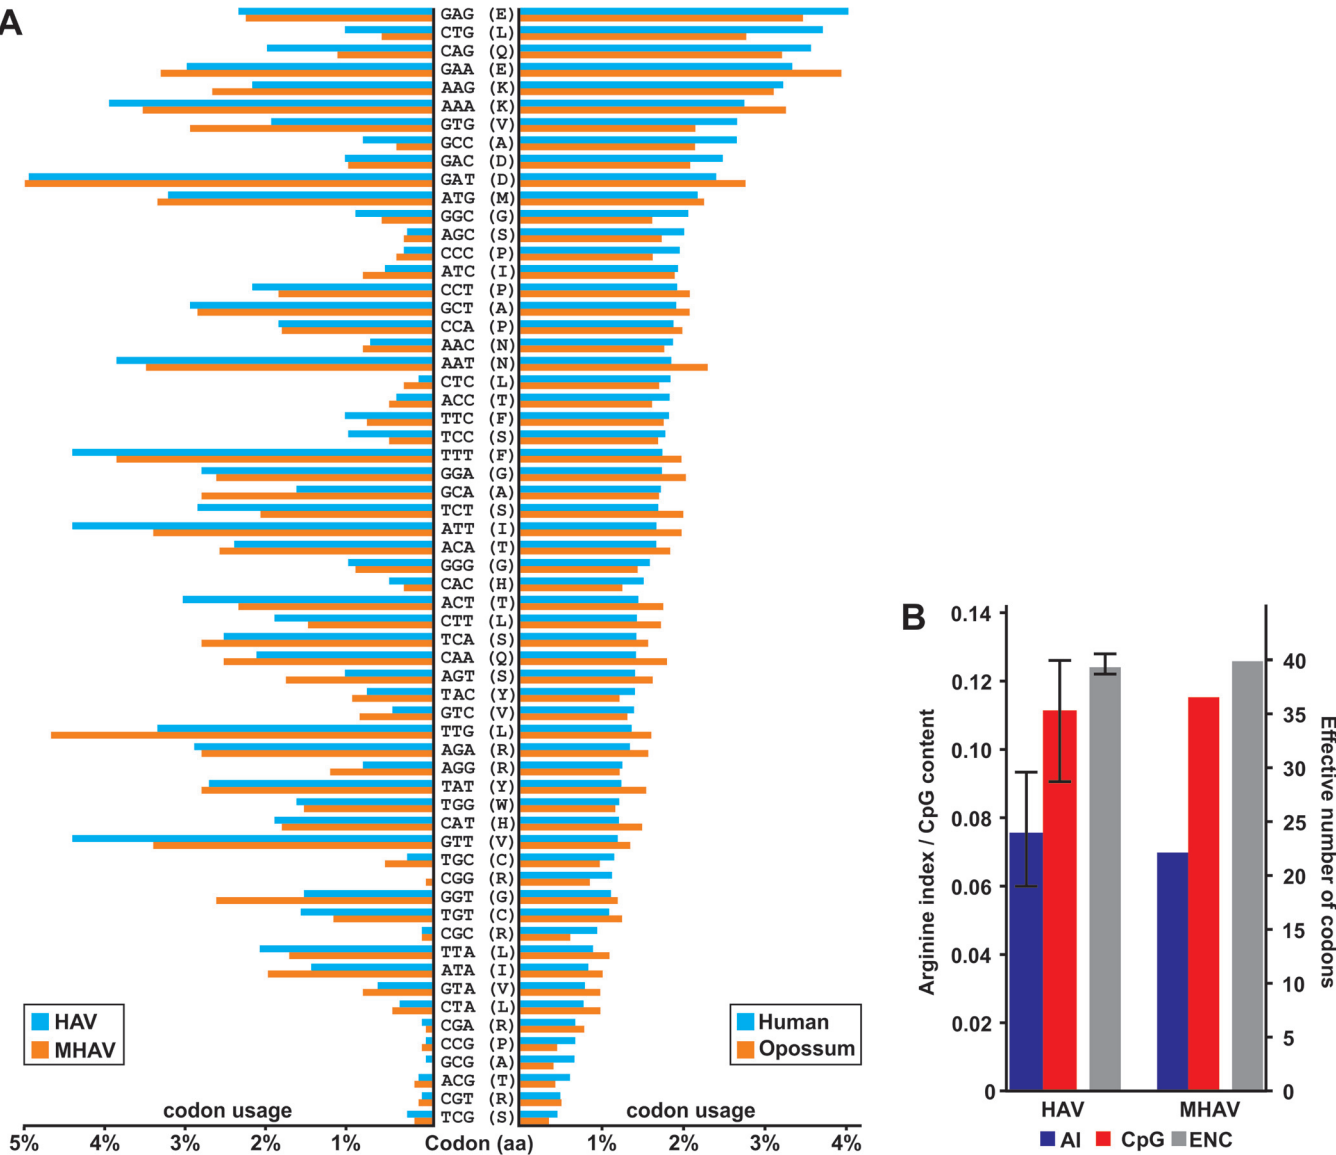 A
GAG (E)
CTG (L)
CAG (Q)
GAA (E)
AAG (K)
AAA (K)
GTG (V)
GCC (A)
GAC (D)
GAT (D)
ATG (M)
GGC (G)
AGC (S)
CCC (P)
ATC (I)
CCT (P)
GCT (A)
CCA (P)
AAC (N)
AAT (N)
CTC (L)
ACC (T)
TTC (F)
TCC (S)
TTT (F)
GGA (G)
GCA (A)
TCT (S)
ATT (I)
ACA (T)
GGG (G)
CAC (H)
ACT (T)
CTT (L)
TCA (S)
CAA (Q)
AGT (S)
TAC (Y)
GTC (V)
TTG (L)
AGA (R)
AGG (R)
TAT (Y)
TGG (W)
CAT (H)
GTT (V)
TGC (C)
CGG (R)
GGT (G)
TGT (C)
CGC (R)
TTA (L)
ATA (I)
GTA (V)
CTA (L)
CGA (R)
CCG (P)
GCG (A)
ACG (T)
CGT (R)
TCG (S)
HAV
MHAV
Human
Opossum
codon usage
codon usage
5% 4% 3% 2% 1% Codon (aa) 1% 2% 3% 4%
B
Arginine index / CpG content
0.14
0.12
0.10
0.08
0.06
0.04
0.02
0
40
35
30
25
20
15
10
5
0
Effective number of codons
HAV MHAV
AI CpG ENC